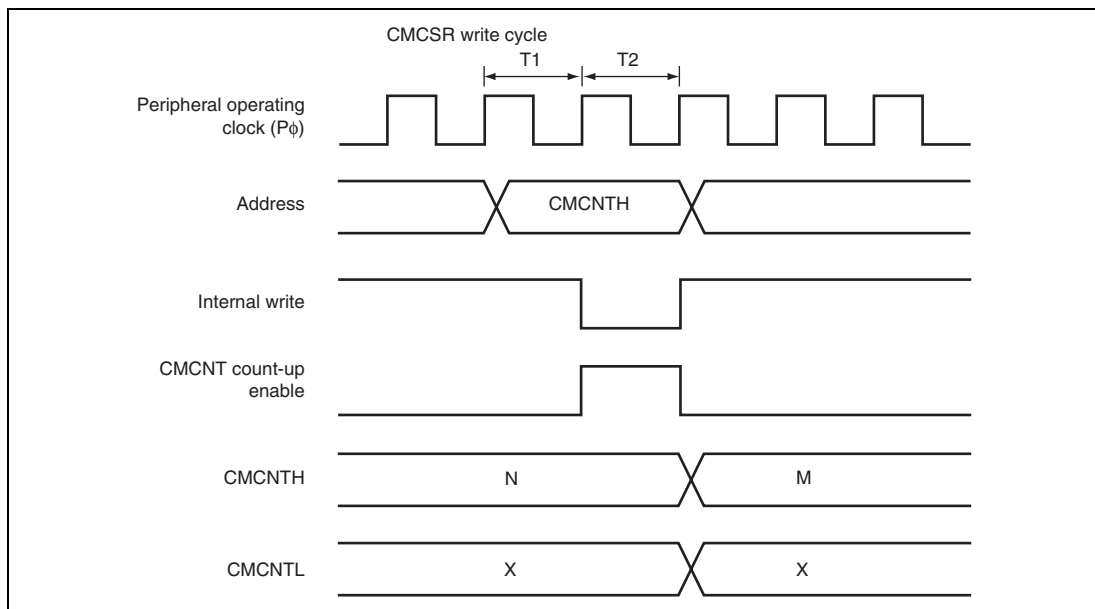 CMCSR write cycle
T1
T2
Peripheral operating
clock (Pϕ)
Address
CMCNTH
Internal write
CMCNT count-up
enable
CMCNTH
N
M
CMCNTL
X
X